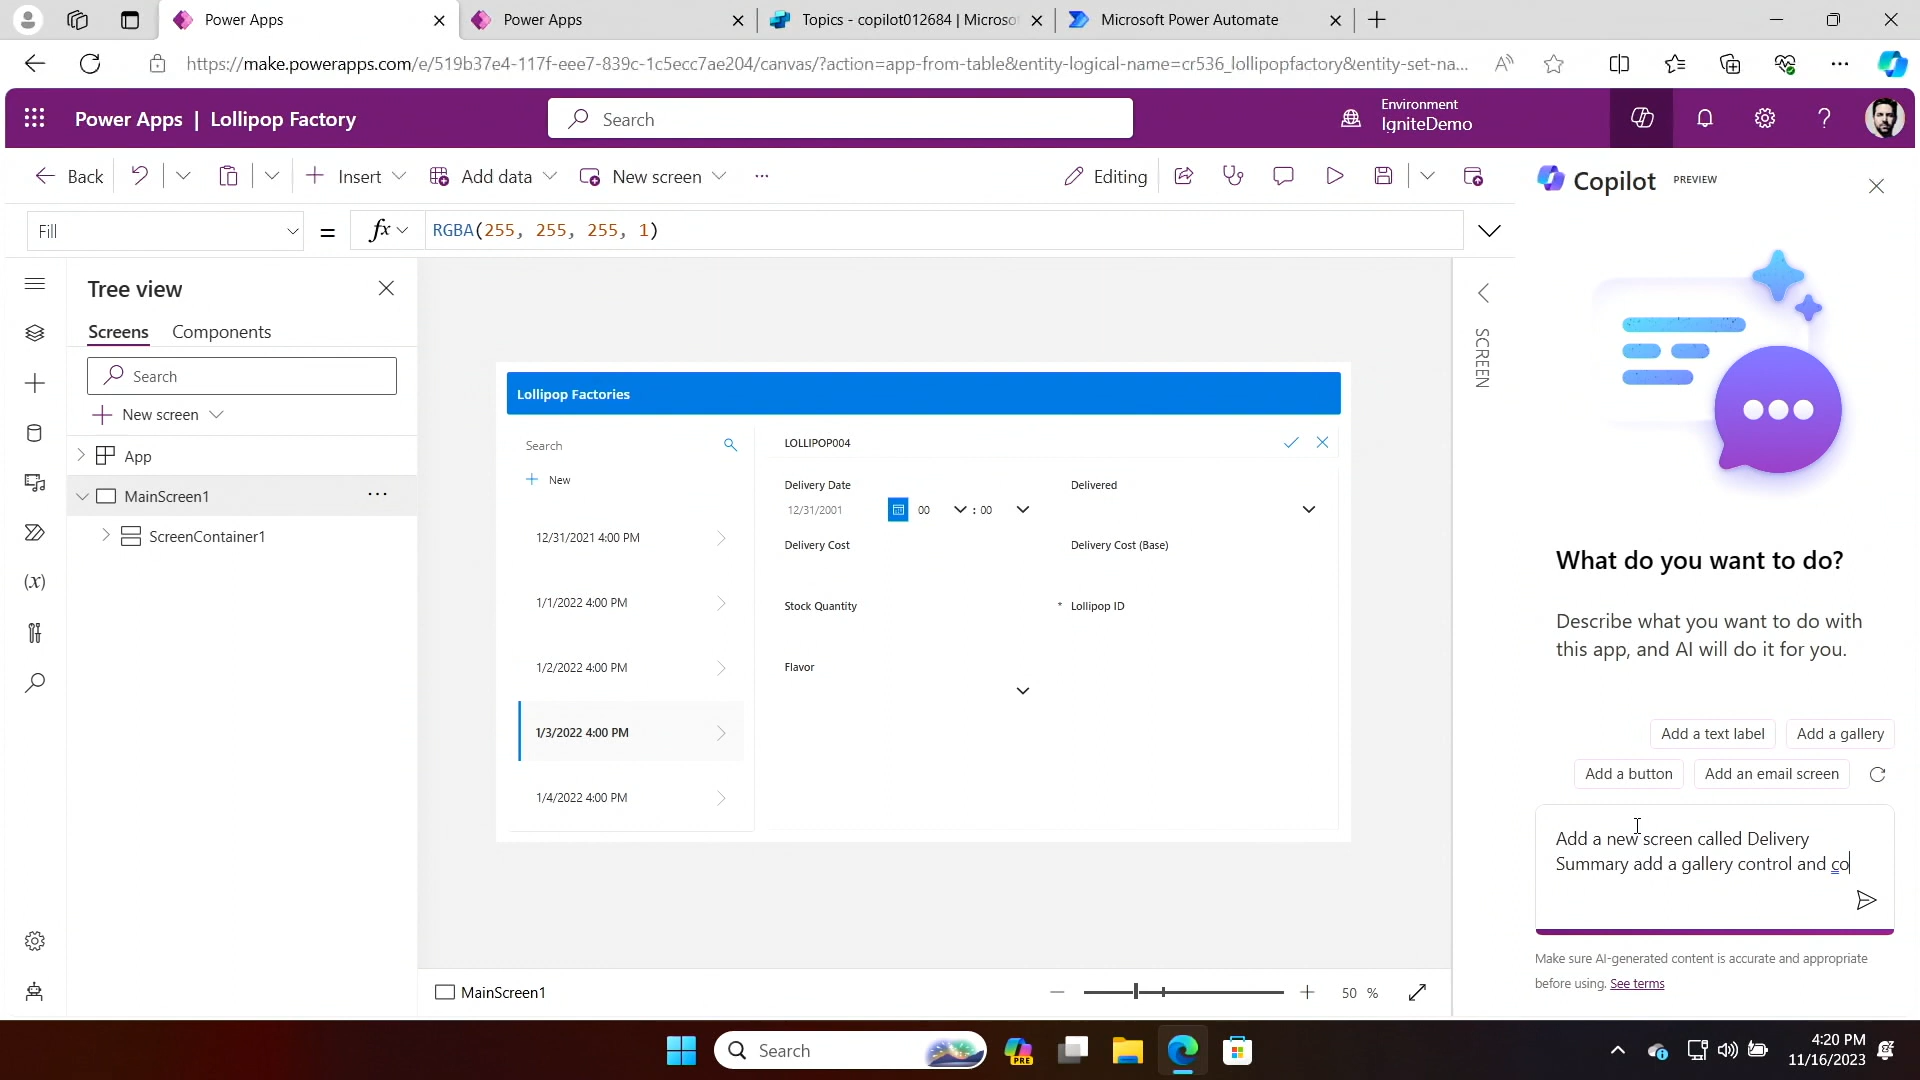 Power Apps
Power Apps
Topics - copilot012684 | Microso
Microsoft Power Automate
https://make.powerapps.com/e/519b37e4-117f-eee7-839c-1c5ecc7ae204/canvas/?action=app-from-table&entity-logical-name=cr536_lollipopfactory&entity-set-na...
Power Apps | Lollipop Factory
Search
Environment
IgniteDemo
Back
Insert
Add data
New screen
Editing
Copilot PREVIEW
Fill
=
fx
RGBA(255, 255, 255, 1)
Tree view
Screens
Components
Search
New screen
App
MainScreen1
ScreenContainer1
(x)
Lollipop Factories
Search
New
12/31/2021 4:00 PM
1/1/2022 4:00 PM
1/2/2022 4:00 PM
1/3/2022 4:00 PM
1/4/2022 4:00 PM
LOLLIPOP004
Delivery Date
12/31/2001
00
: 00
Delivered
Delivery Cost
Delivery Cost (Base)
Stock Quantity
* Lollipop ID
Flavor
SCREEN
What do you want to do?
Describe what you want to do with
this app, and AI will do it for you.
Add a text label
Add a gallery
Add a button
Add an email screen
Add a new screen called Delivery
Summary add a gallery control and co
Make sure AI-generated content is accurate and appropriate
before using. See terms
MainScreen1
50 %
Search
PRE
4:20 PM
11/16/2023